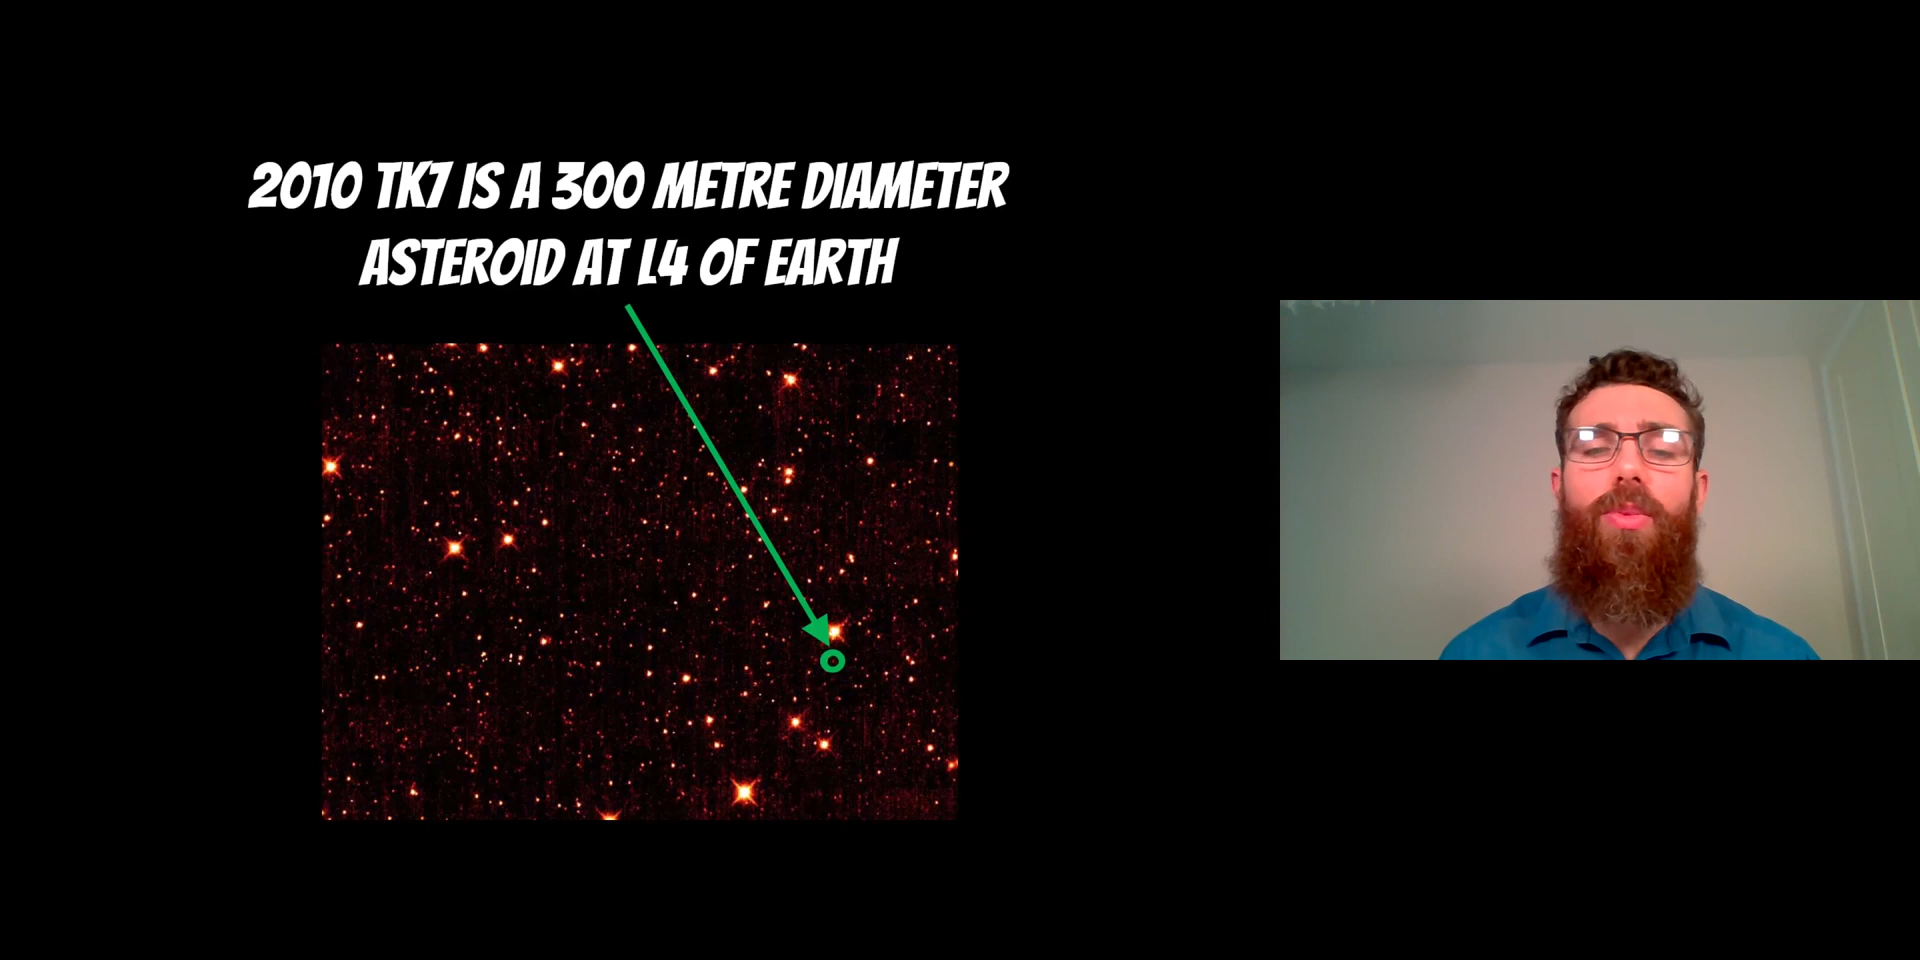 2010 TK7 IS A 300 METRE DIAMETER
ASTEROID AT L4 OF EARTH